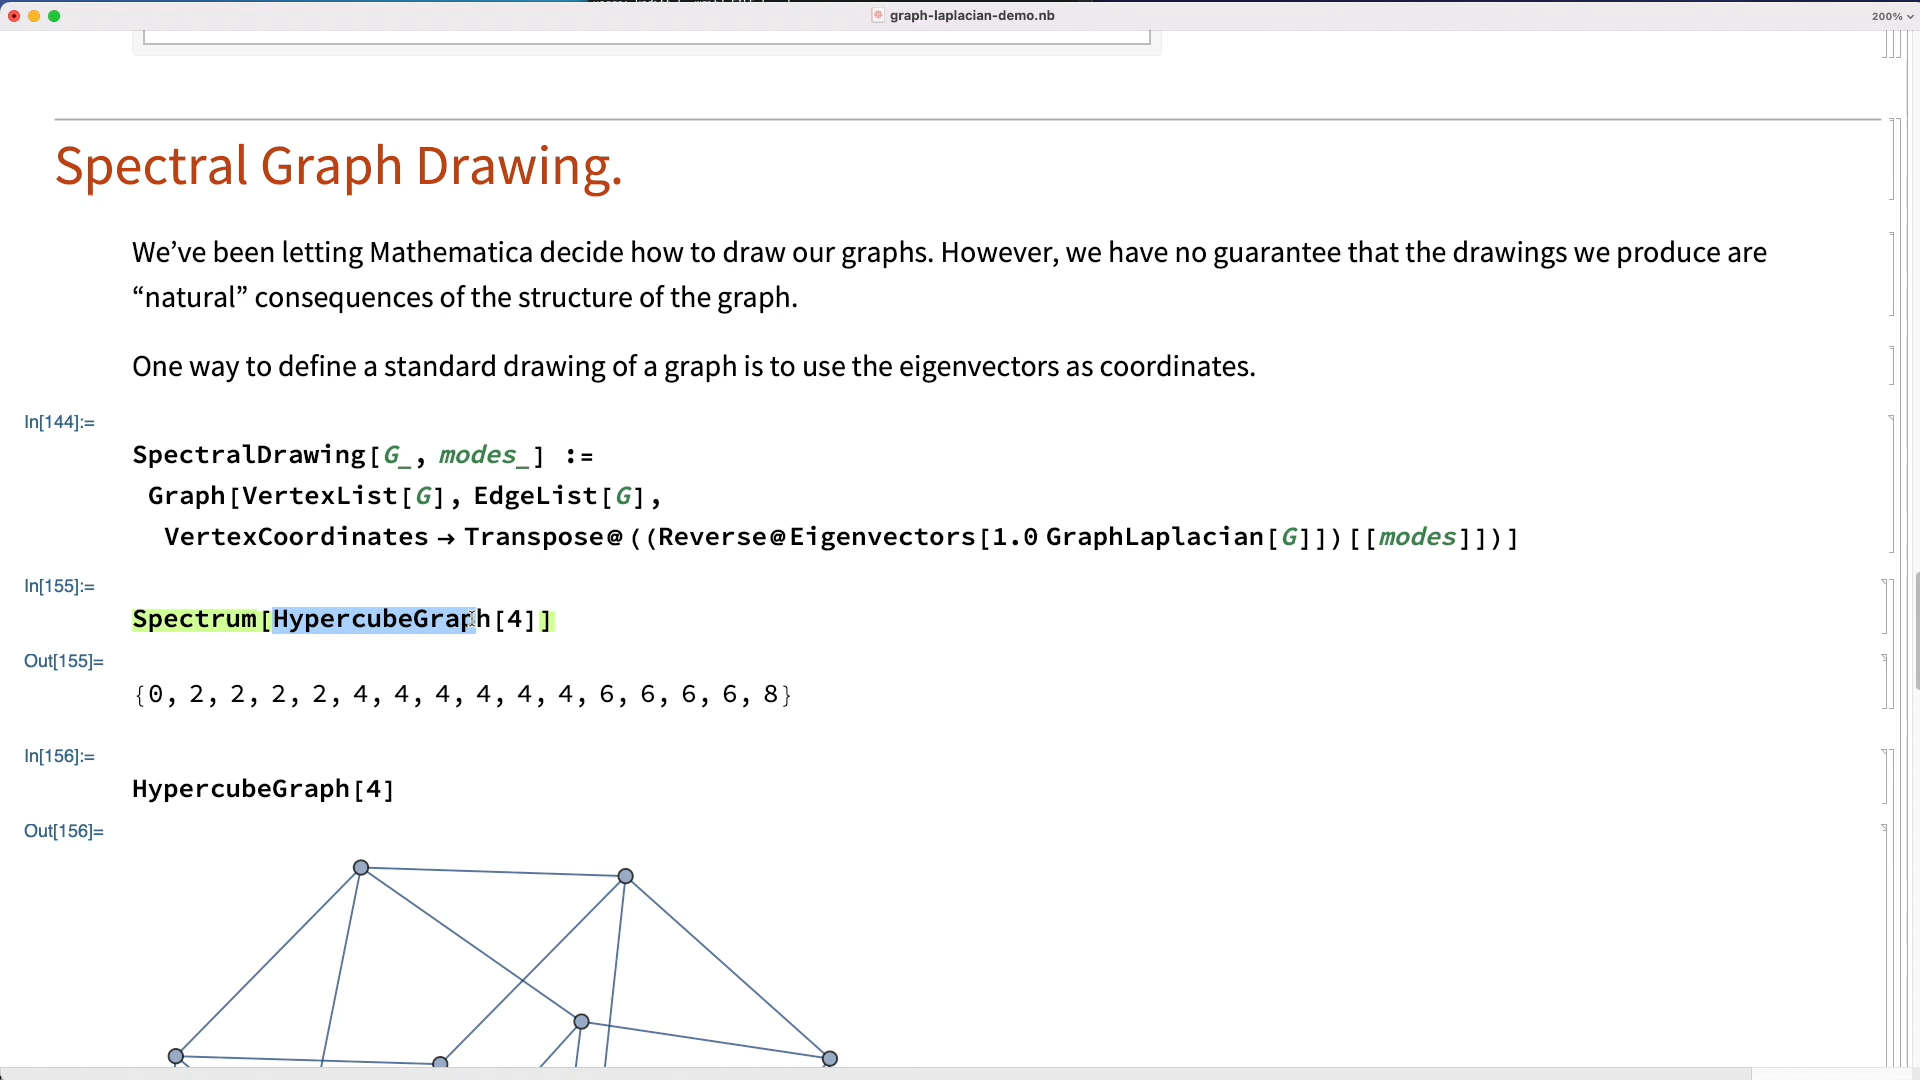 graph-laplacian-demo.nb
200%
Spectral Graph Drawing.
We’ve been letting Mathematica decide how to draw our graphs. However, we have no guarantee that the drawings we produce are
“natural” consequences of the structure of the graph.
One way to define a standard drawing of a graph is to use the eigenvectors as coordinates.
In[144]:=
SpectralDrawing[G_, modes_] :=
Graph[VertexList[G], EdgeList[G],
VertexCoordinates → Transpose@((Reverse@Eigenvectors[1.0 GraphLaplacian[G]])[[modes]])]
In[155]:=
Spectrum[HypercubeGraph[4]]
Out[155]=
{0, 2, 2, 2, 2, 4, 4, 4, 4, 4, 4, 6, 6, 6, 6, 8}
In[156]:=
HypercubeGraph[4]
Out[156]=